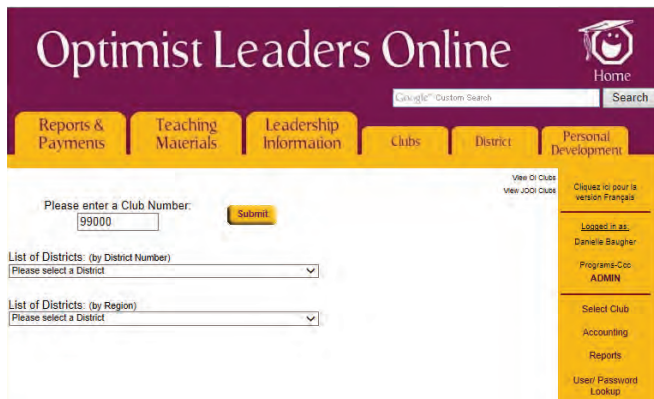 Optimist Leaders Online
Home
Google™ Custom Search
Search
Reports &
Payments
Teaching
Materials
Leadership
Information
Clubs
District
Personal
Development
View OI Clubs
View JOOI Clubs
Please enter a Club Number:
99000
Submit
List of Districts: (by District Number)
Please select a District
List of Districts: (by Region)
Please select a District
Cliquez ici pour la
version Français
Logged in as:
Danielle Baugher
Programs-Coo
ADMIN
Select Club
Accounting
Reports
User/ Password
Lookup